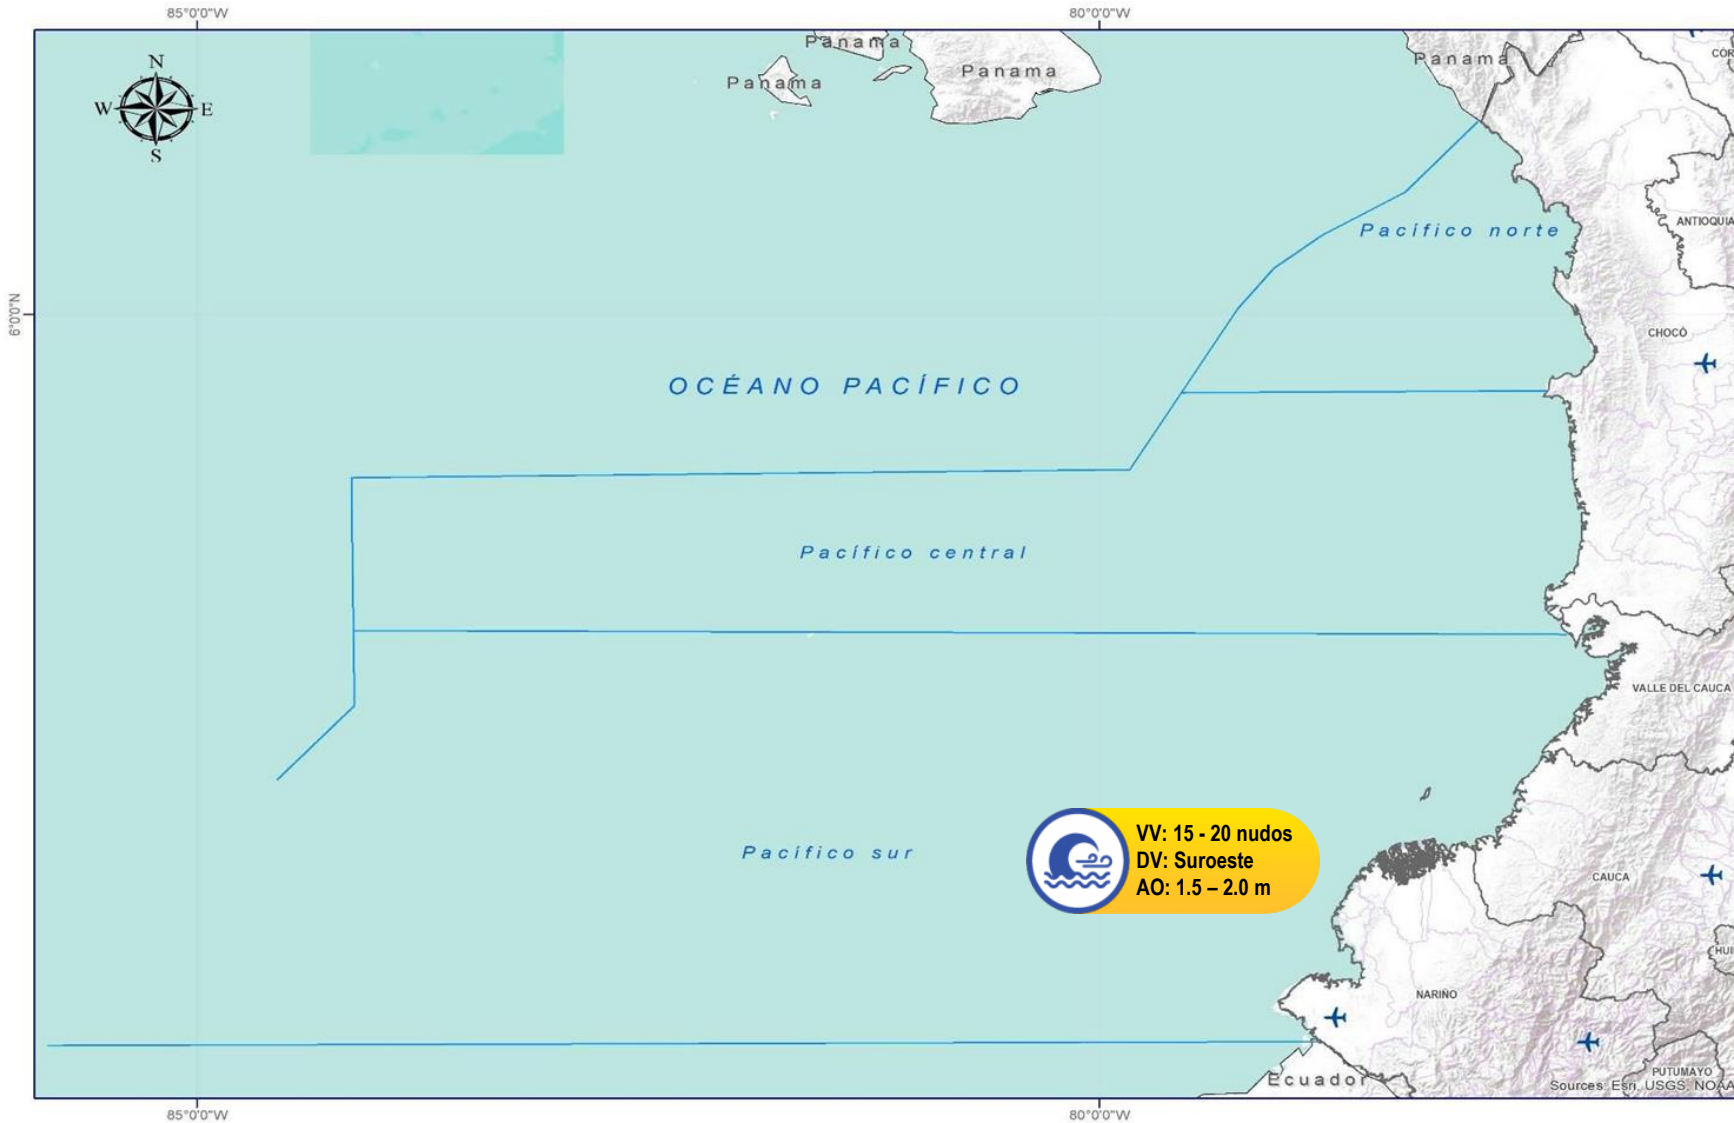 85°0'0"W
80°0'0"W
Panama
Panama
Panama
Panama
N
W
E
S
ANTIOQUIA
Pacífico norte
6°0'0"N
CHOCÓ
OCÉANO PACÍFICO
Pacífico central
VALLE DEL CAUCA
VV: 15 - 20 nudos
DV: Suroeste
AO: 1.5 – 2.0 m
Pacífico sur
CAUCA
HUI
NARIÑO
PUTUMAYO
Ecuador
Sources: Esri, USGS, NOAA
85°0'0"W
80°0'0"W